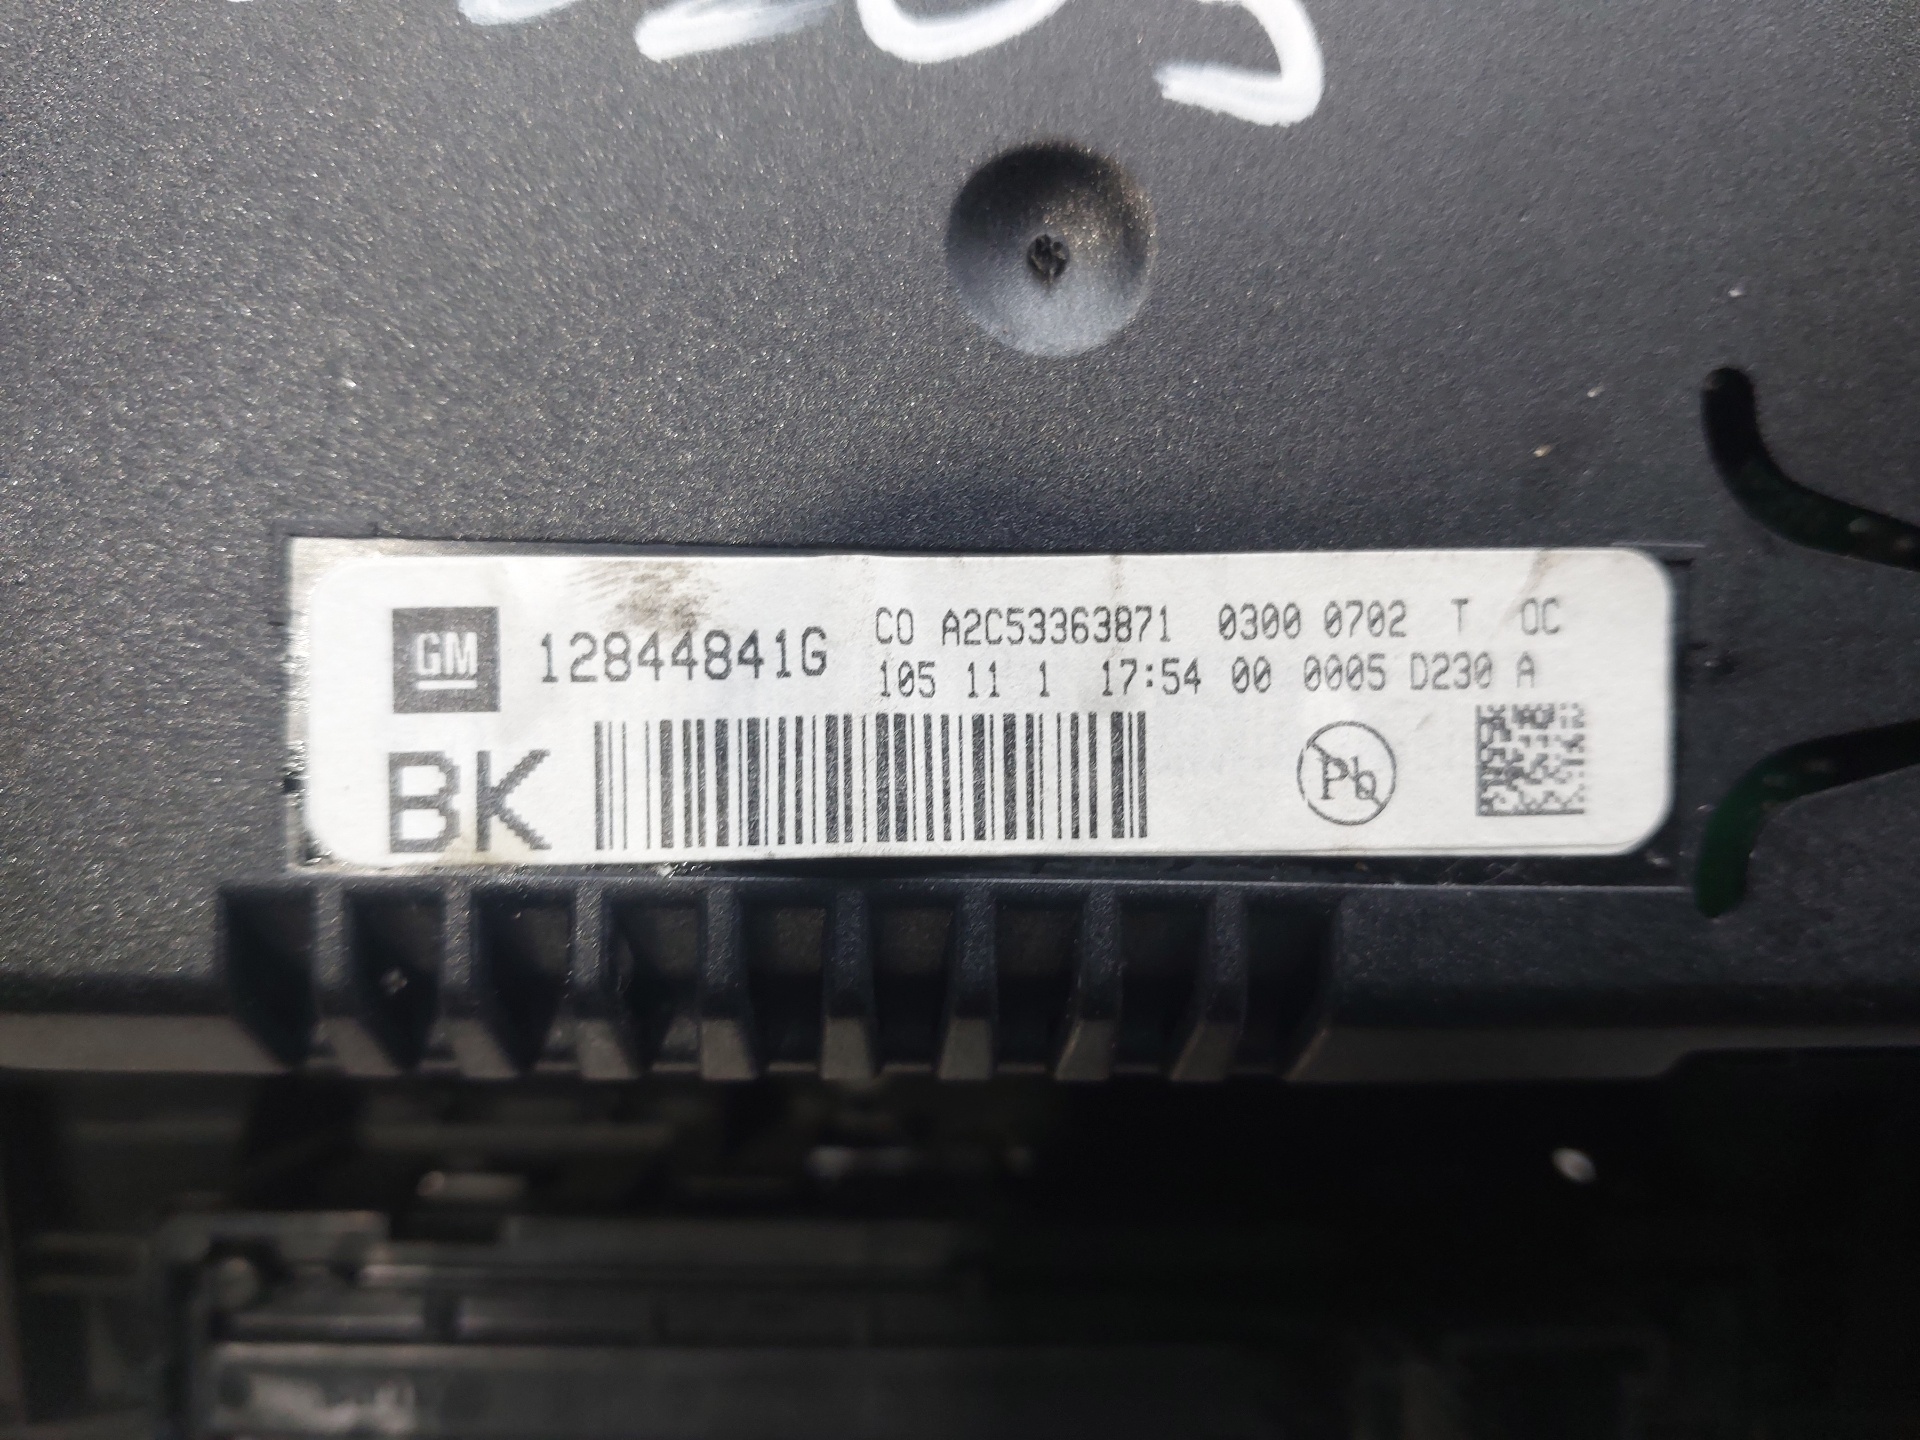 GM 12844841G CO A2C53363871 0300 0702 T OC
105 11 1 17:54 00 0005 D230 A
BK
Pb